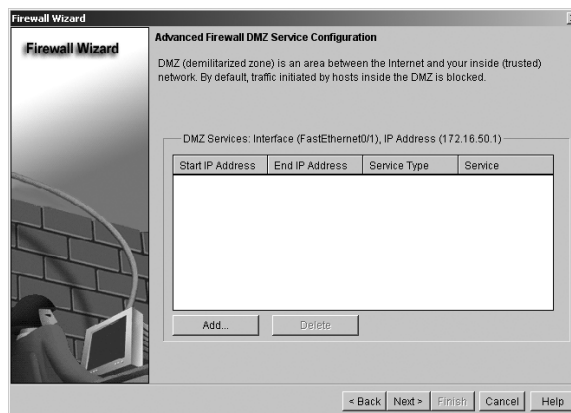 Firewall Wizard
Firewall Wizard
Advanced Firewall DMZ Service Configuration
DMZ (demilitarized zone) is an area between the Internet and your inside (trusted)
network. By default, traffic initiated by hosts inside the DMZ is blocked.
DMZ Services: Interface (FastEthernet0/1), IP Address (172.16.50.1)
Start IP Address End IP Address Service Type Service
Add... Delete
< Back Next > Finish Cancel Help